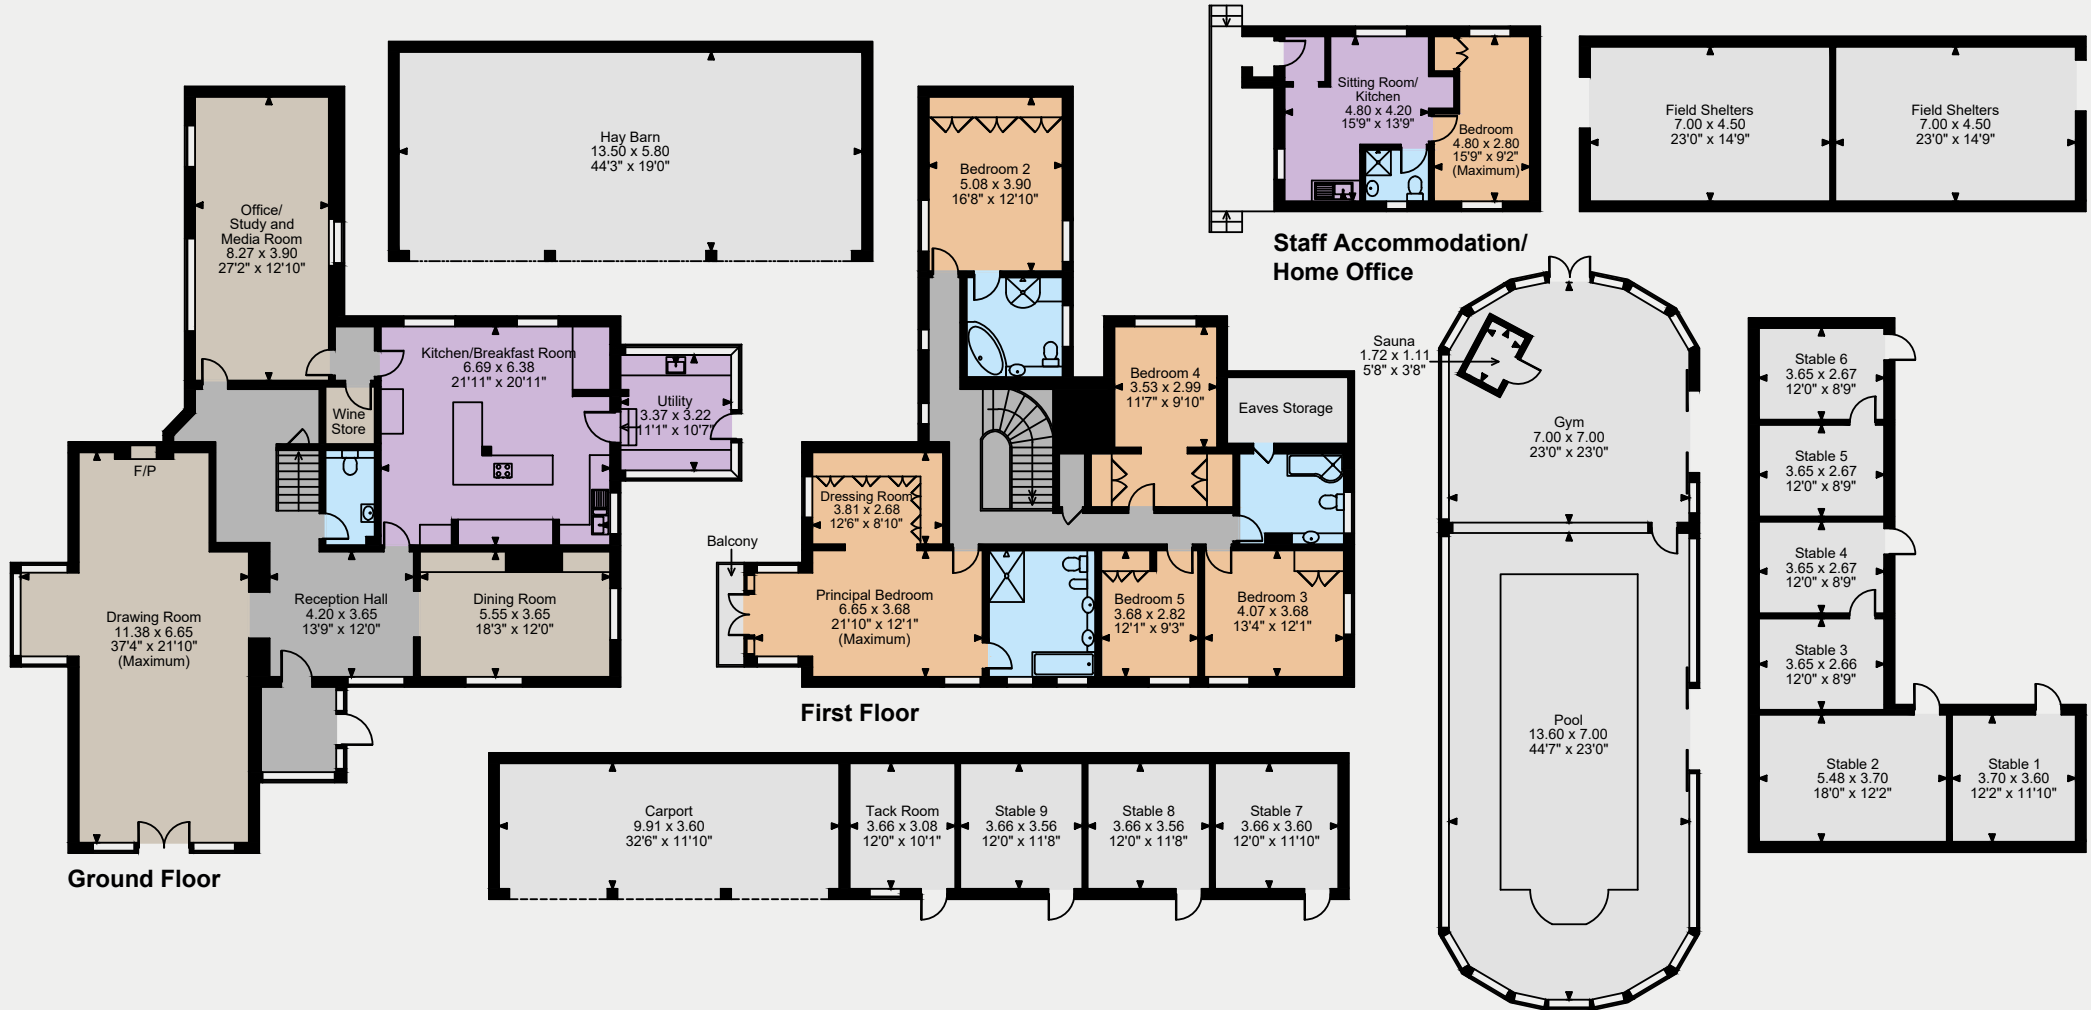 Hay Barn
13.50 x 5.80
44'3" x 19'0"
Office/
Study and
Media Room
8.27 x 3.90
27'2" x 12'10"
Kitchen/Breakfast Room
6.69 x 6.38
21'11" x 20'11"
Utility
3.37 x 3.22
11'1" x 10'7"
Wine
Store
F/P
Drawing Room
11.38 x 6.65
37'4" x 21'10"
(Maximum)
Reception Hall
4.20 x 3.65
13'9" x 12'0"
Dining Room
5.55 x 3.65
18'3" x 12'0"
Ground Floor
Bedroom 2
5.08 x 3.90
16'8" x 12'10"
Bedroom 4
3.53 x 2.99
11'7" x 9'10"
Eaves Storage
Dressing Room
3.81 x 2.68
12'6" x 8'10"
Balcony
Principal Bedroom
6.65 x 3.68
21'10" x 12'1"
(Maximum)
Bedroom 5
3.68 x 2.82
12'1" x 9'3"
Bedroom 3
4.07 x 3.68
13'4" x 12'1"
First Floor
Sitting Room/
Kitchen
4.80 x 4.20
15'9" x 13'9"
Bedroom
4.80 x 2.80
15'9" x 9'2"
(Maximum)
Staff Accommodation/
Home Office
Field Shelters
7.00 x 4.50
23'0" x 14'9"
Field Shelters
7.00 x 4.50
23'0" x 14'9"
Sauna
1.72 x 1.11
5'8" x 3'8"
Gym
7.00 x 7.00
23'0" x 23'0"
Pool
13.60 x 7.00
44'7" x 23'0"
Stable 6
3.65 x 2.67
12'0" x 8'9"
Stable 5
3.65 x 2.67
12'0" x 8'9"
Stable 4
3.65 x 2.67
12'0" x 8'9"
Stable 3
3.65 x 2.66
12'0" x 8'9"
Stable 2
5.48 x 3.70
18'0" x 12'2"
Stable 1
3.70 x 3.60
12'2" x 11'10"
Carport
9.91 x 3.60
32'6" x 11'10"
Tack Room
3.66 x 3.08
12'0" x 10'1"
Stable 9
3.66 x 3.56
12'0" x 11'8"
Stable 8
3.66 x 3.56
12'0" x 11'8"
Stable 7
3.66 x 3.60
12'0" x 11'10"